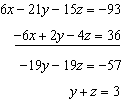 6x − 21y − 15z = −93
−6x + 2y − 4z = 36
−19y − 19z = −57
y + z = 3